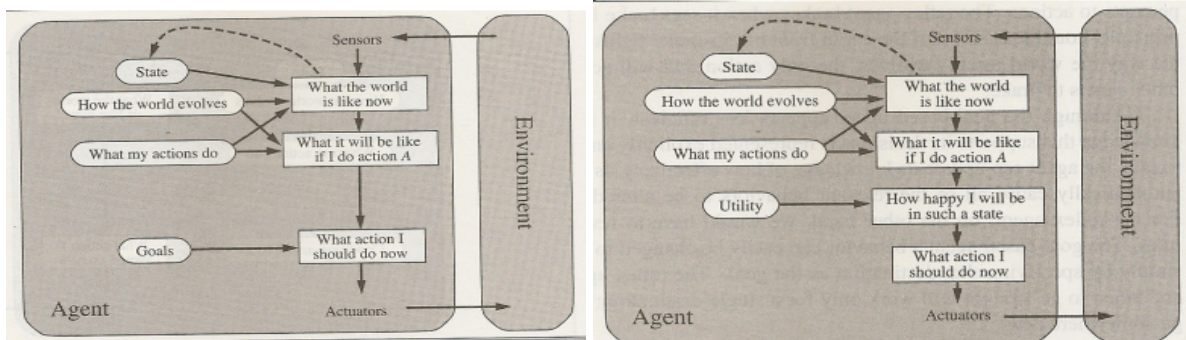 Sensors
State
What the world
is like now
How the world evolves
What it will be like
if I do action A
What my actions do
Goals
What action I
should do now
Agent
Actuators
Environment
Sensors
State
What the world
is like now
How the world evolves
What it will be like
if I do action A
What my actions do
Utility
How happy I will be
in such a state
What action I
should do now
Agent
Actuators
Environment